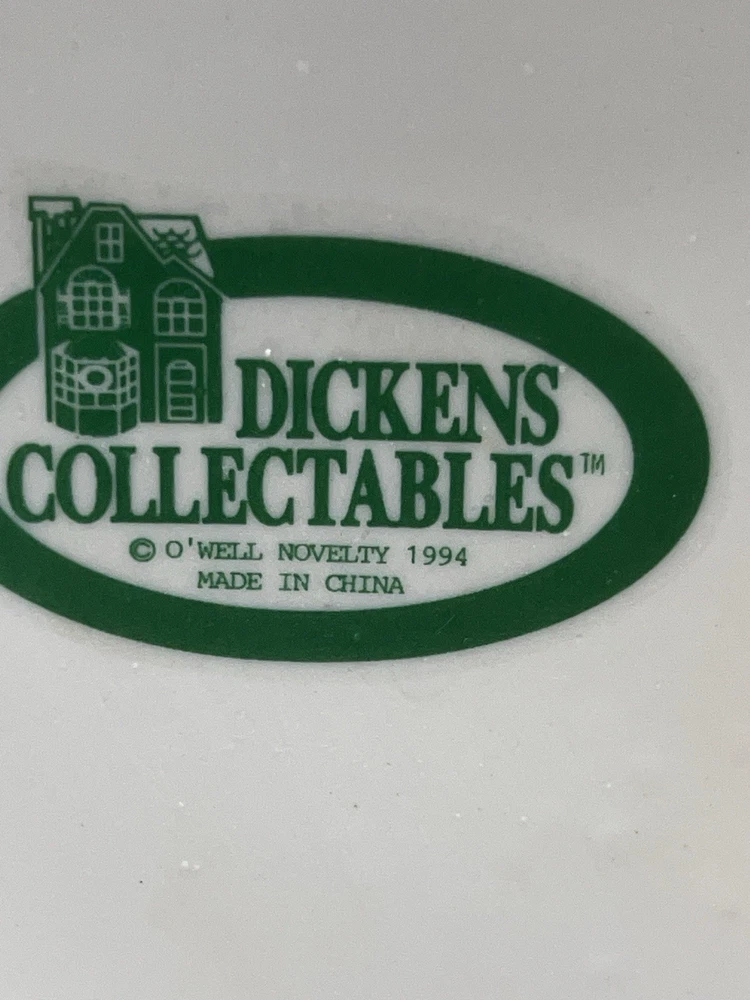 DICKENS
COLLECTABLES™
© O'WELL NOVELTY 1994
MADE IN CHINA